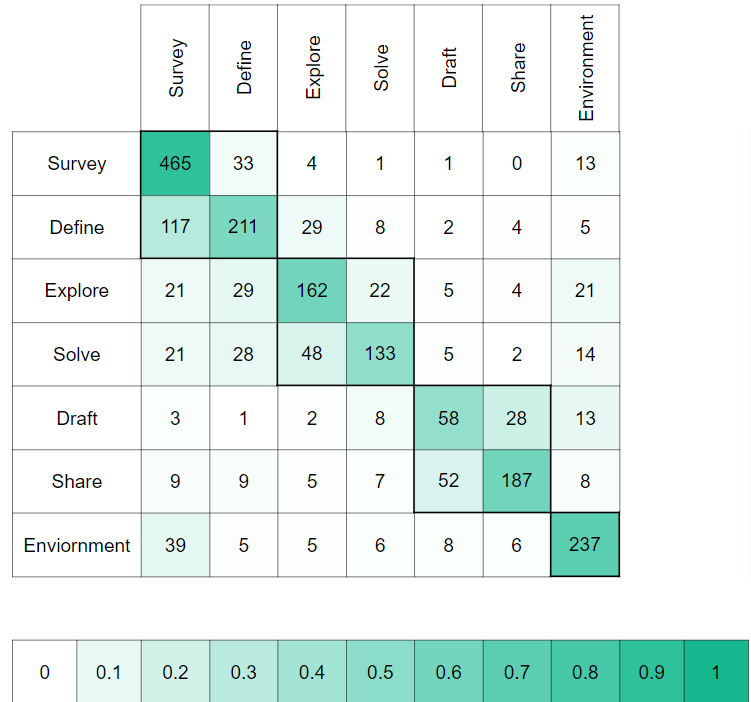 Survey Define Explore Solve Draft Share Environment
Survey 465 33 4 1 1 0 13
Define 117 211 29 8 2 4 5
Explore 21 29 162 22 5 4 21
Solve 21 28 48 133 5 2 14
Draft 3 1 2 8 58 28 13
Share 9 9 5 7 52 187 8
Enviornment 39 5 5 6 8 6 237
0 0.1 0.2 0.3 0.4 0.5 0.6 0.7 0.8 0.9 1